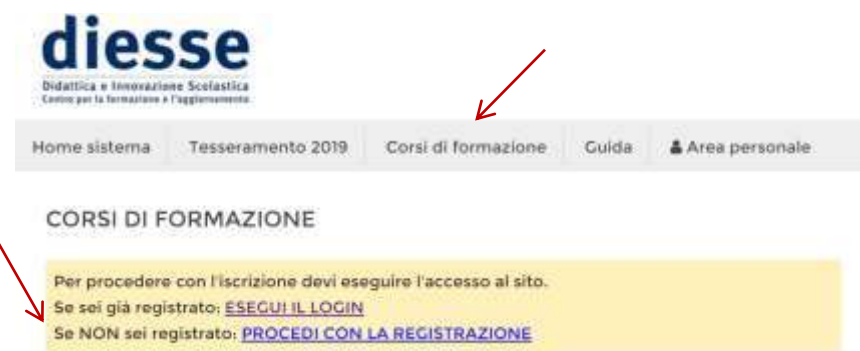 diesse
Didattica e Innovazione Scolastica
Centro per la formazione e l'aggiornamento
Home sistema Tesseramento 2019 Corsi di formazione Guida Area personale
CORSI DI FORMAZIONE
Per procedere con l'iscrizione devi eseguire l'accesso al sito.
Se sei già registrato: ESEGUI IL LOGIN
Se NON sei registrato: PROCEDI CON LA REGISTRAZIONE